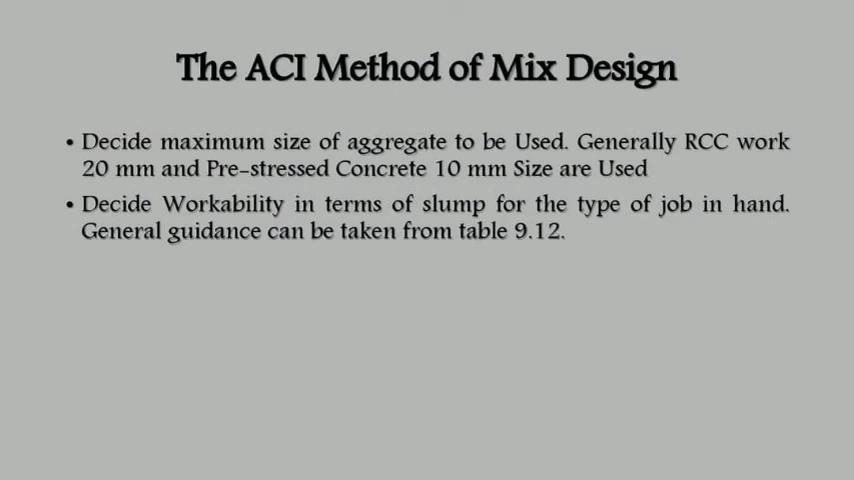 The ACI Method of Mix Design
• Decide maximum size of aggregate to be Used. Generally RCC work
20 mm and Pre-stressed Concrete 10 mm Size are Used
• Decide Workability in terms of slump for the type of job in hand.
General guidance can be taken from table 9.12.